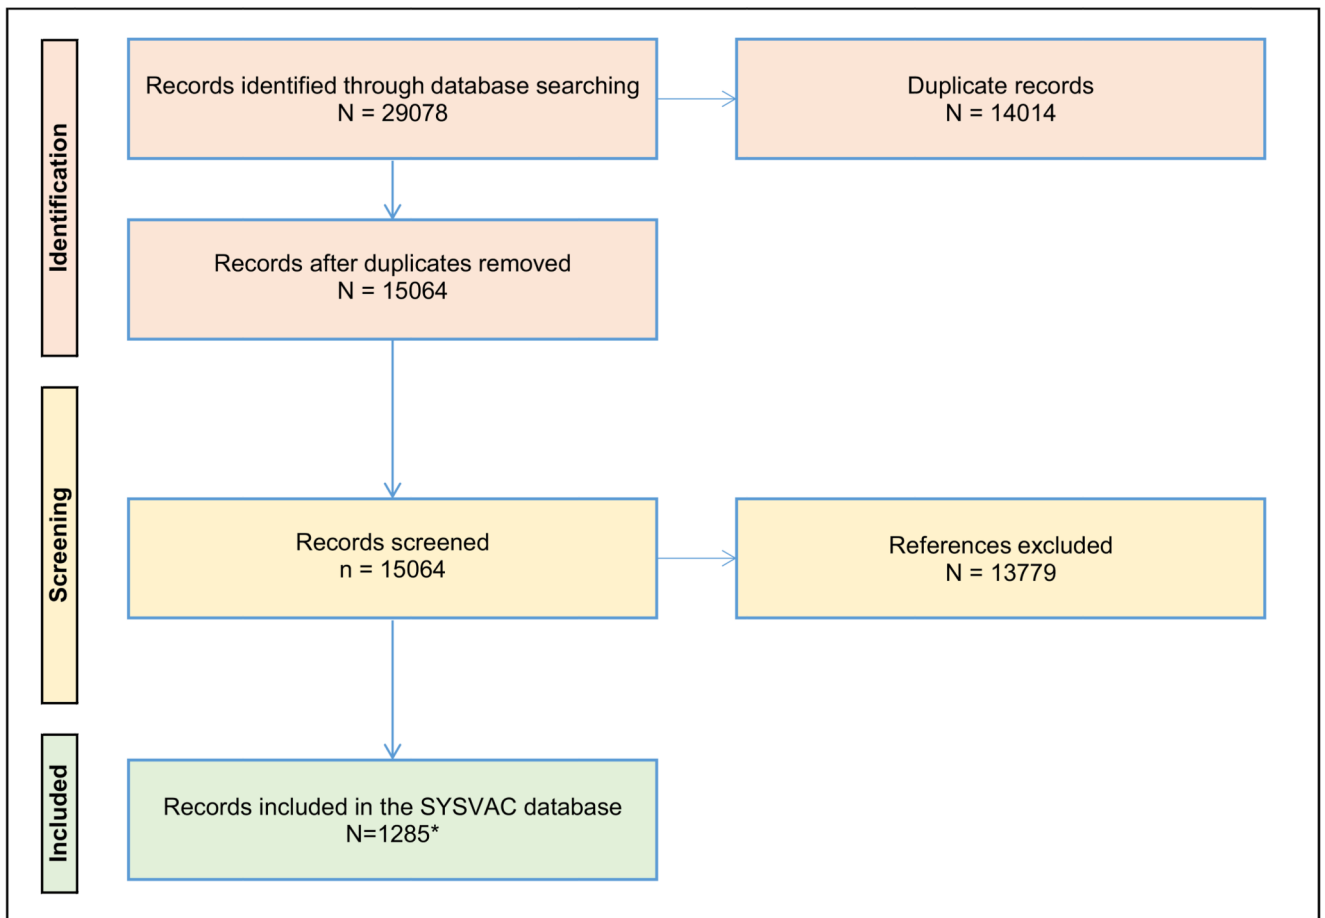 Identification
Records identified through database searching
N = 29078
Duplicate records
N = 14014
Records after duplicates removed
N = 15064
Screening
Records screened
n = 15064
References excluded
N = 13779
Included
Records included in the SYSVAC database
N=1285*